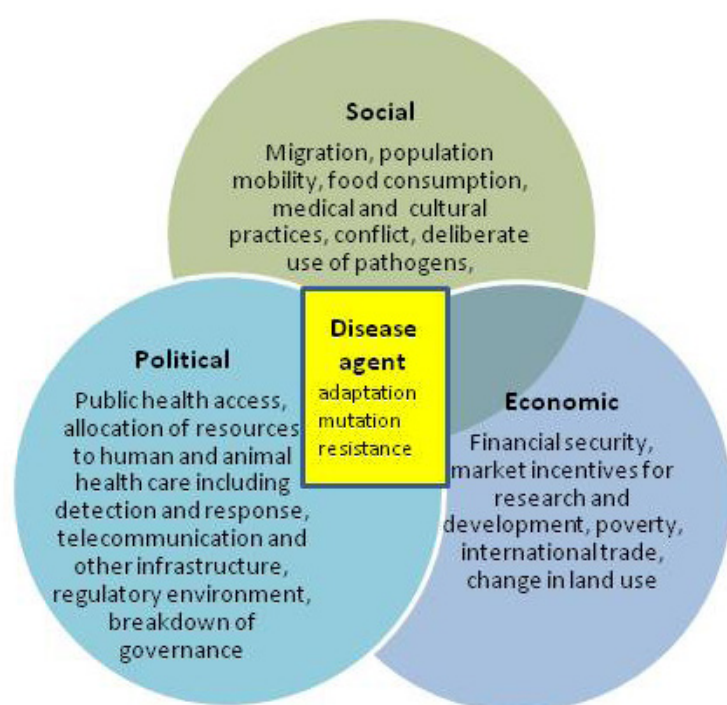 Social
Migration, population
mobility, food consumption,
medical and cultural
practices, conflict, deliberate
use of pathogens,
Disease
agent
adaptation
mutation
resistance
Political
Public health access,
allocation of resources
to human and animal
health care including
detection and response,
telecommunication and
other infrastructure,
regulatory environment,
breakdown of
governance
Economic
Financial security,
market incentives for
research and
development, poverty,
international trade,
change in land use